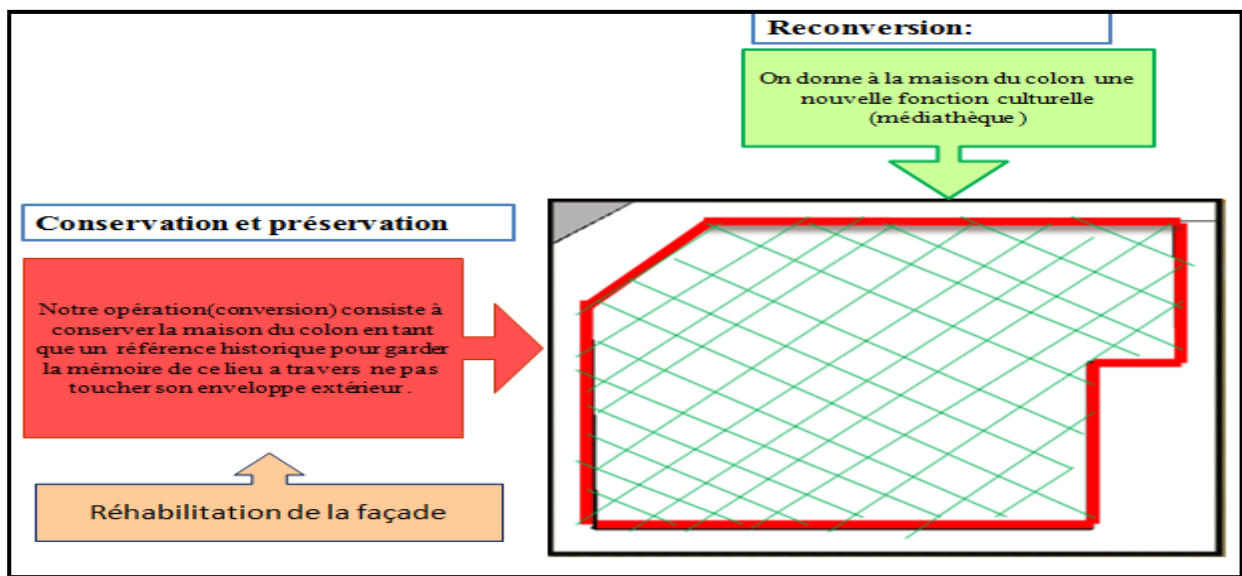 Reconversion:
On donne à la maison du colon une
nouvelle fonction culturelle
(médiathèque )
Conservation et préservation
Notre opération(conversion) consiste à
conserver la maison du colon en tant
que un référence historique pour garder
la mémoire de ce lieu a travers ne pas
toucher son enveloppe extérieur .
Réhabilitation de la façade